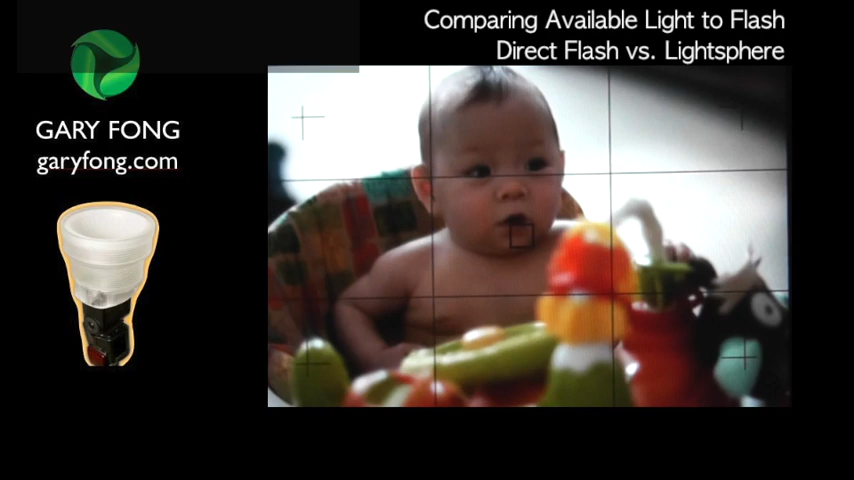 Comparing Available Light to Flash
Direct Flash vs. Lightsphere
GARY FONG
garyfong.com